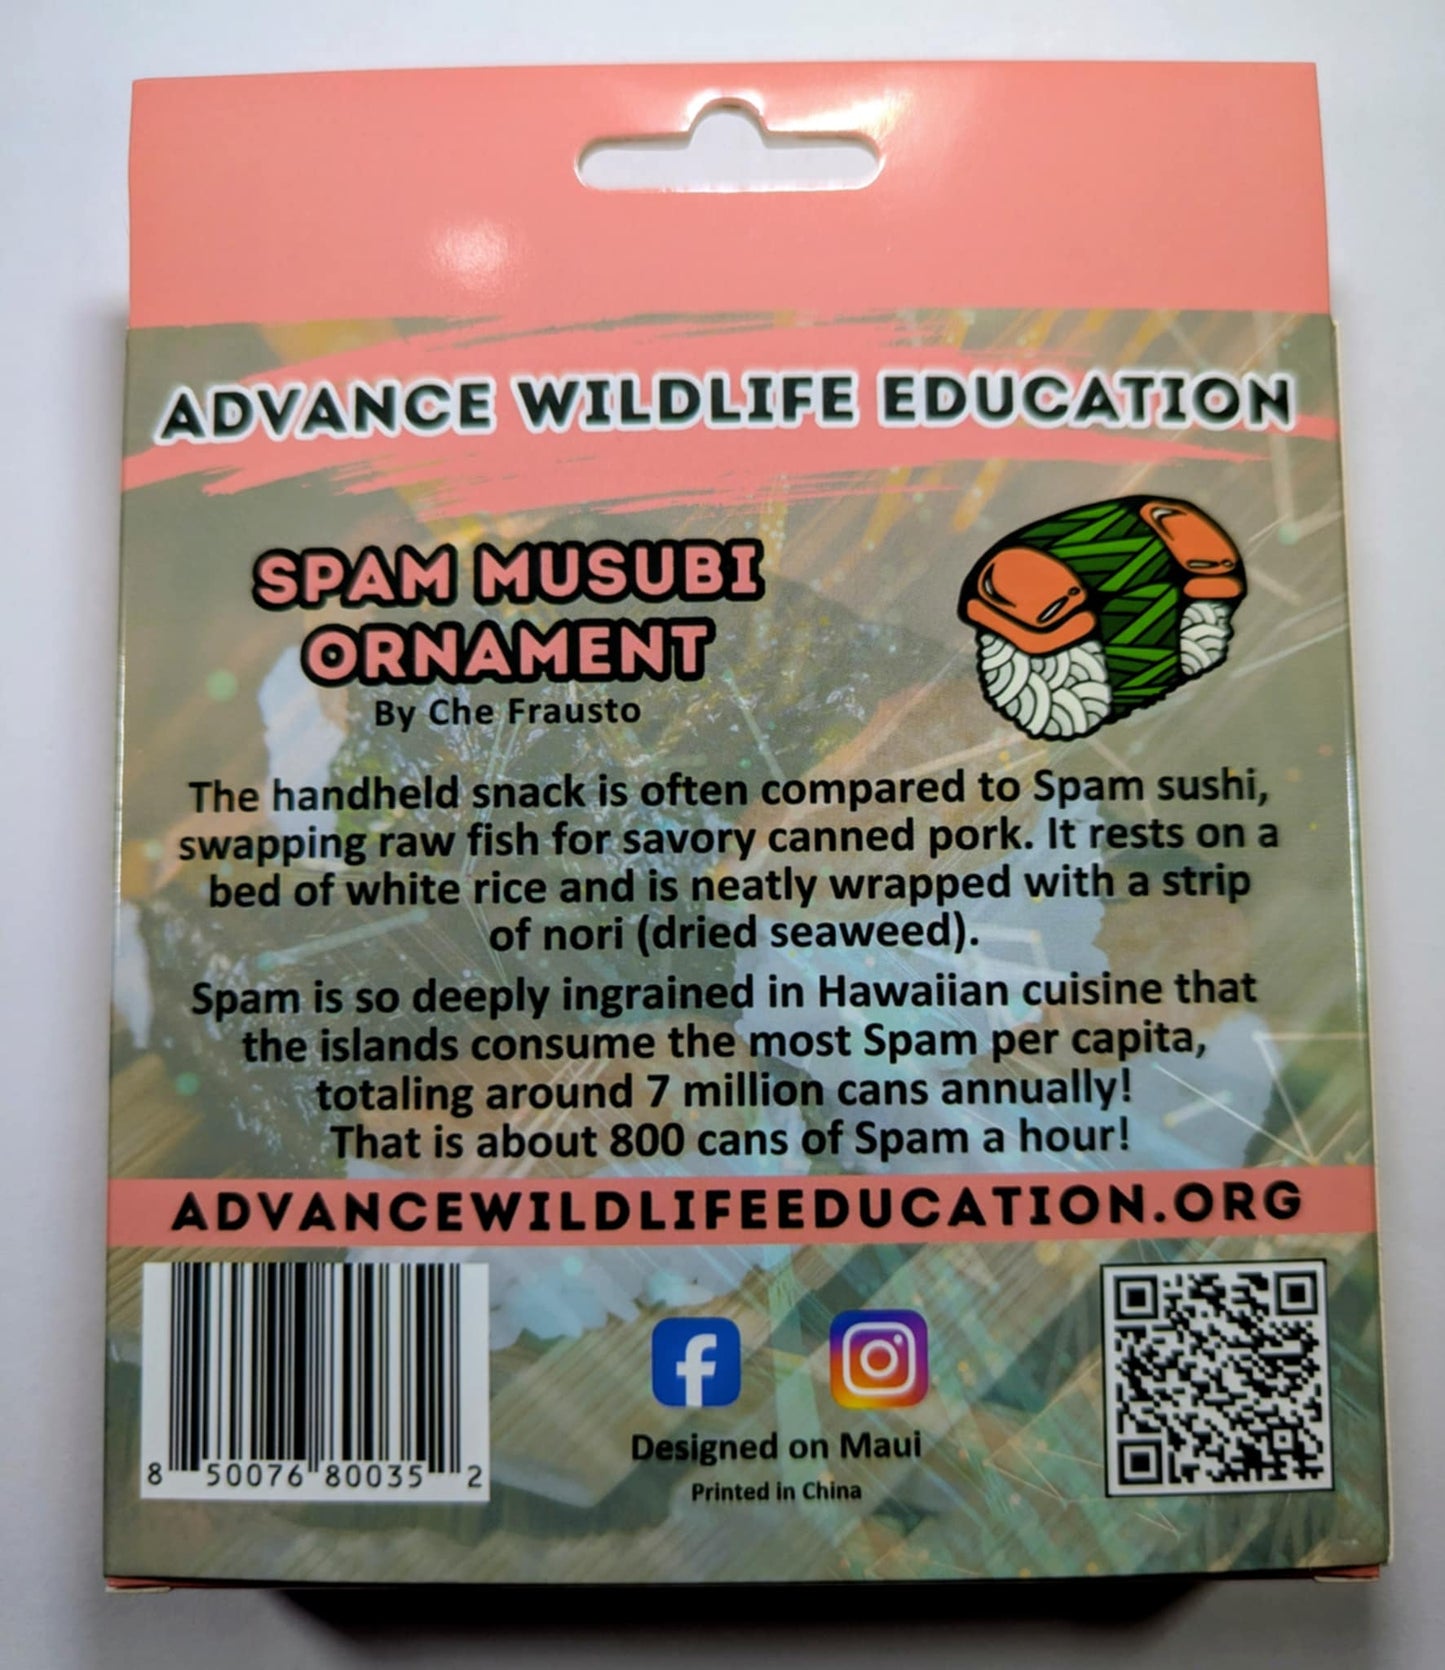 ADVANCE WILDLIFE EDUCATION
SPAM MUSUBI
ORNAMENT
By Che Frausto
The handheld snack is often compared to Spam sushi,
swapping raw fish for savory canned pork. It rests on a
bed of white rice and is neatly wrapped with a strip
of nori (dried seaweed).
Spam is so deeply ingrained in Hawaiian cuisine that
the islands consume the most Spam per capita,
totaling around 7 million cans annually!
That is about 800 cans of Spam a hour!
ADVANCEWILDLIFEEDUCATION.ORG
8 50076 80035 2
Designed on Maui
Printed in China